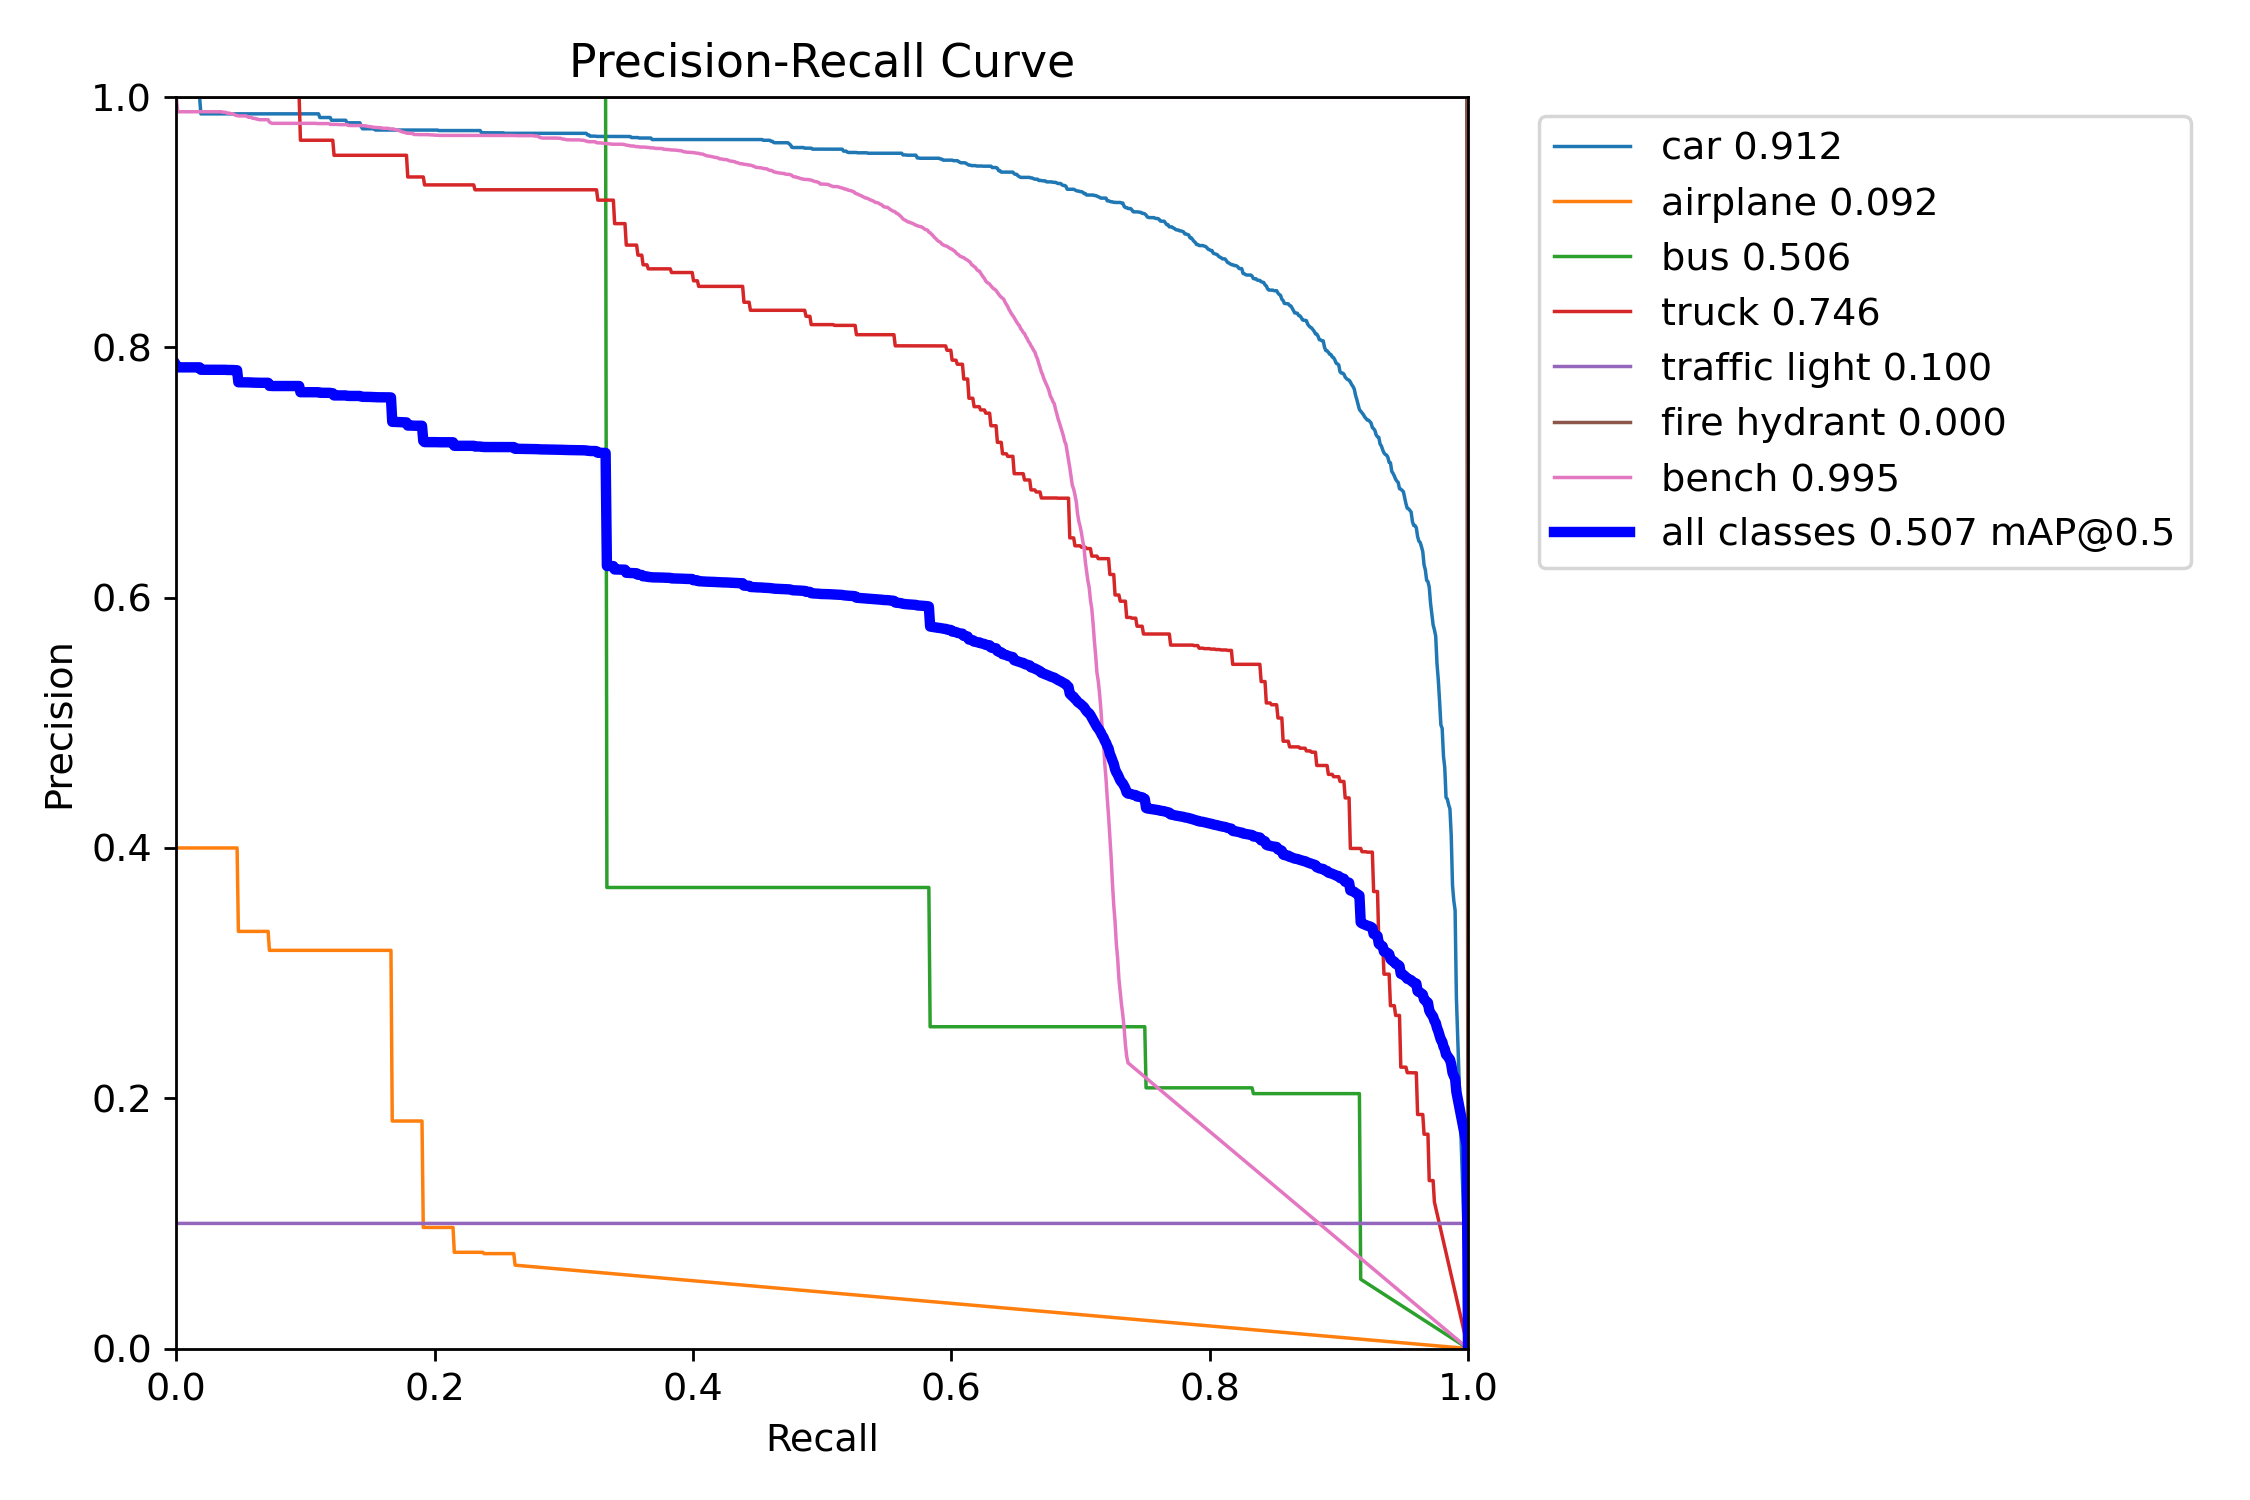 Precision-Recall Curve
1.0
0.8
0.6
0.4
0.2
0.0
Precision
0.0 0.2 0.4 0.6 0.8 1.0
Recall
car 0.912
airplane 0.092
bus 0.506
truck 0.746
traffic light 0.100
fire hydrant 0.000
bench 0.995
all classes 0.507 mAP@0.5